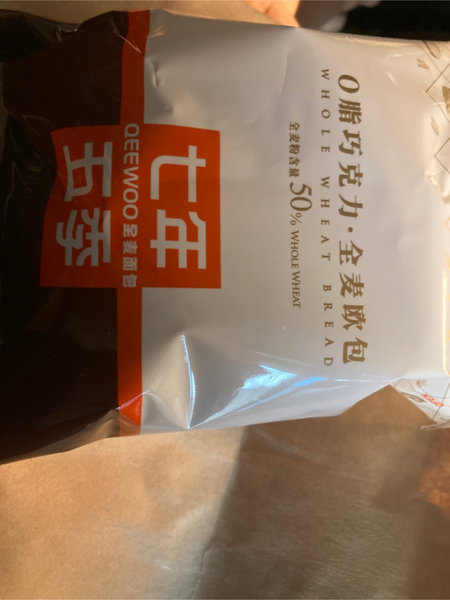 0脂巧克力·全麦欧包
WHOLE WHEAT BREAD
全麦粉含量50% WHOLE WHEAT
七年
五季
QEEWOO全麦面包